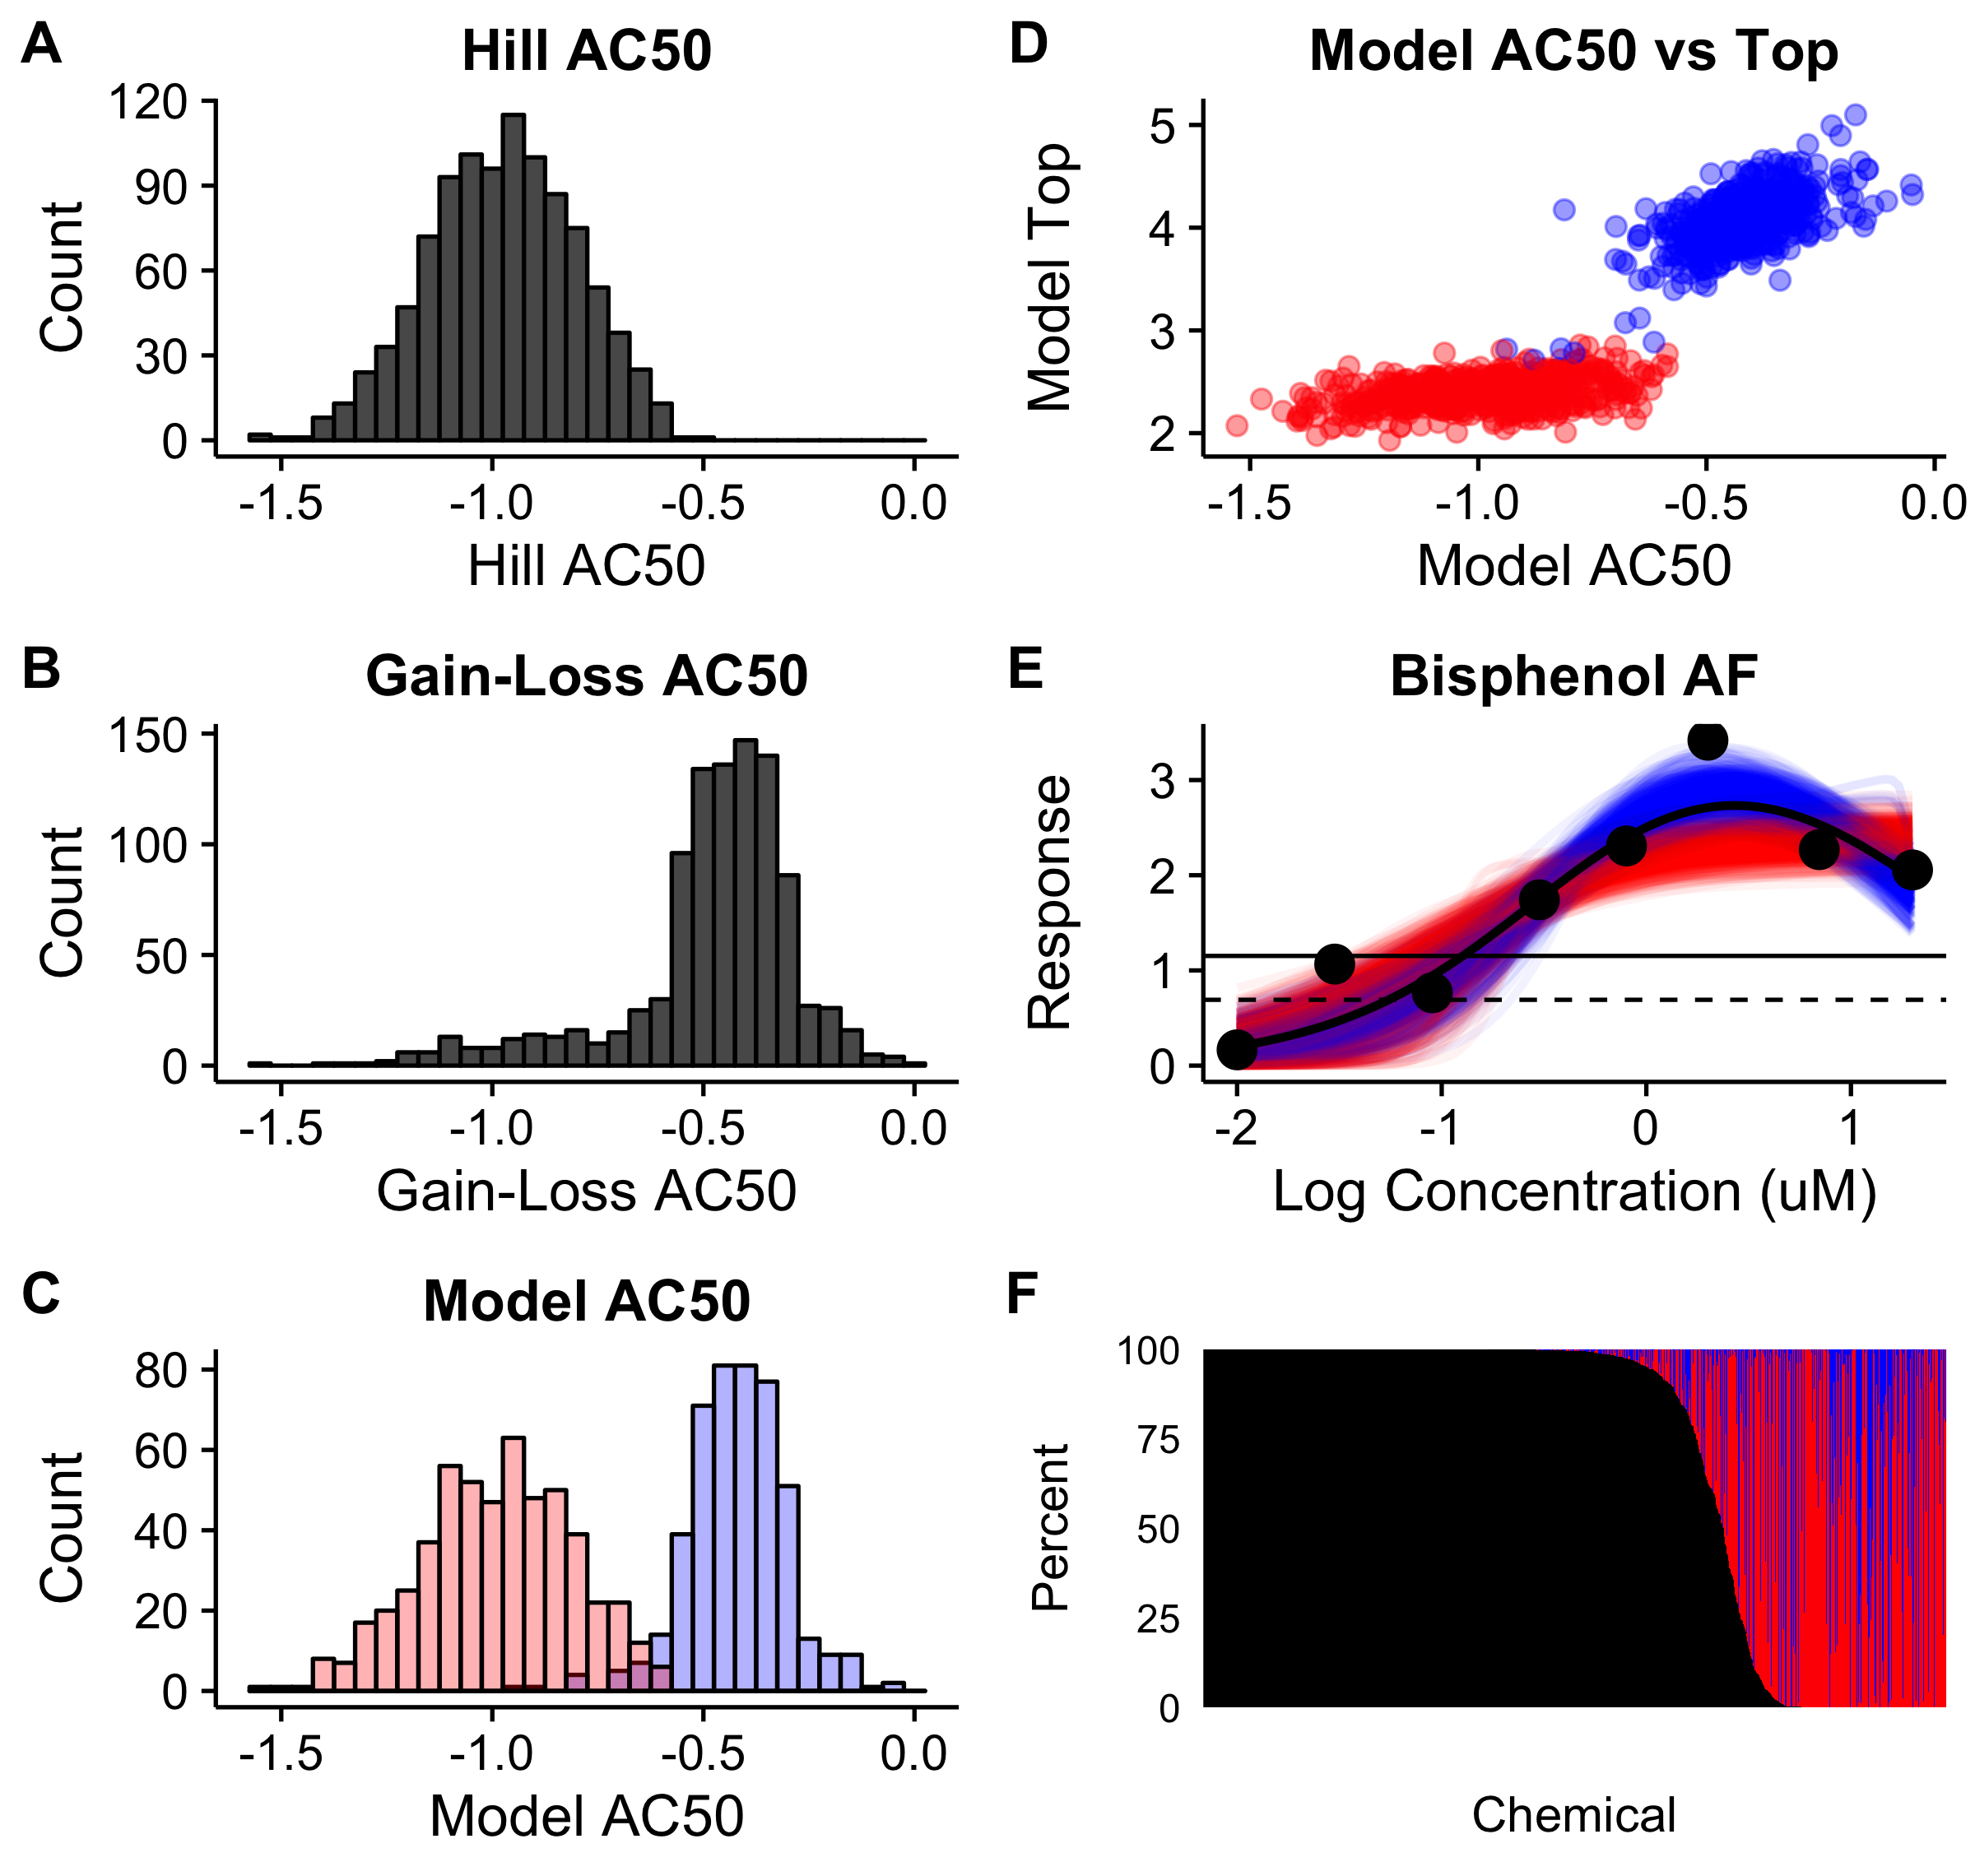 A
Hill AC50
120
90
60
30
0
Count
-1.5 -1.0 -0.5 0.0
Hill AC50
B
Gain-Loss AC50
150
100
50
0
Count
-1.5 -1.0 -0.5 0.0
Gain-Loss AC50
C
Model AC50
80
60
40
20
0
Count
-1.5 -1.0 -0.5 0.0
Model AC50
D
Model AC50 vs Top
5
4
3
2
Model Top
-1.5 -1.0 -0.5 0.0
Model AC50
E
Bisphenol AF
3
2
1
0
Response
-2 -1 0 1
Log Concentration (uM)
F
100
75
50
25
0
Percent
Chemical